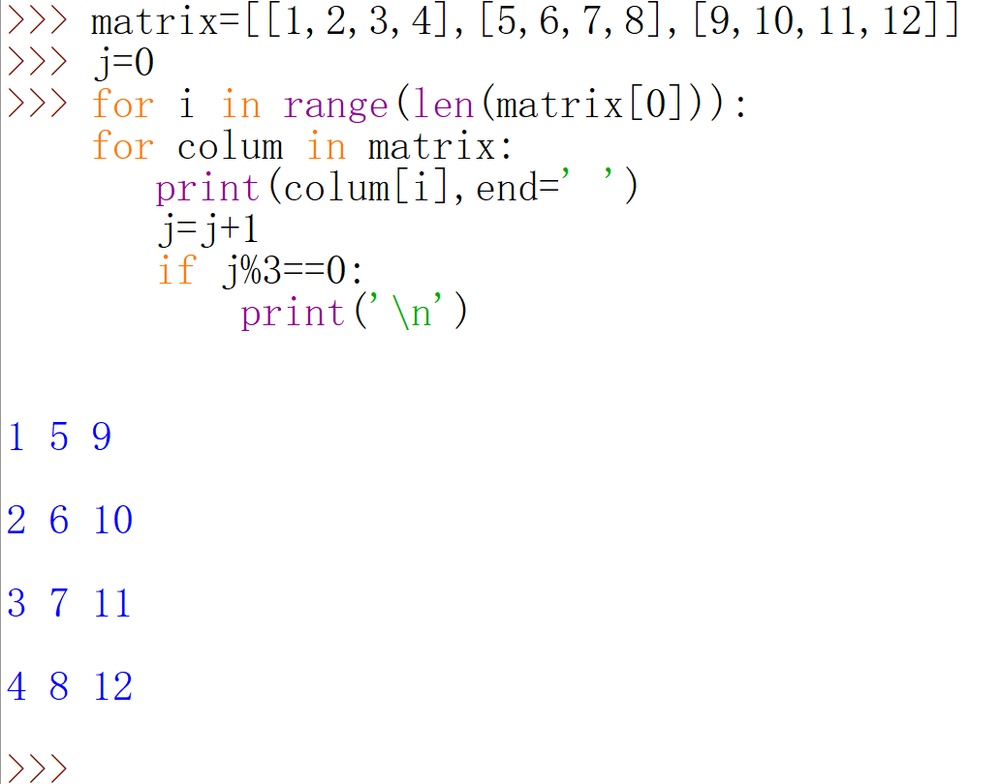 >>> matrix=[[1,2,3,4],[5,6,7,8],[9,10,11,12]]
>>> j=0
>>> for i in range(len(matrix[0])):
    for colum in matrix:
       print(colum[i],end=' ')
       j=j+1
       if j%3==0:
           print('\n')
1 5 9
2 6 10
3 7 11
4 8 12
>>>